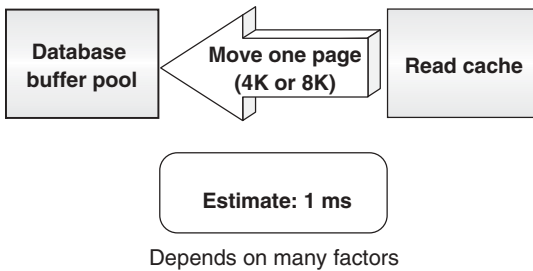 Database
buffer pool
Move one page
(4K or 8K)
Read cache
Estimate: 1 ms
Depends on many factors